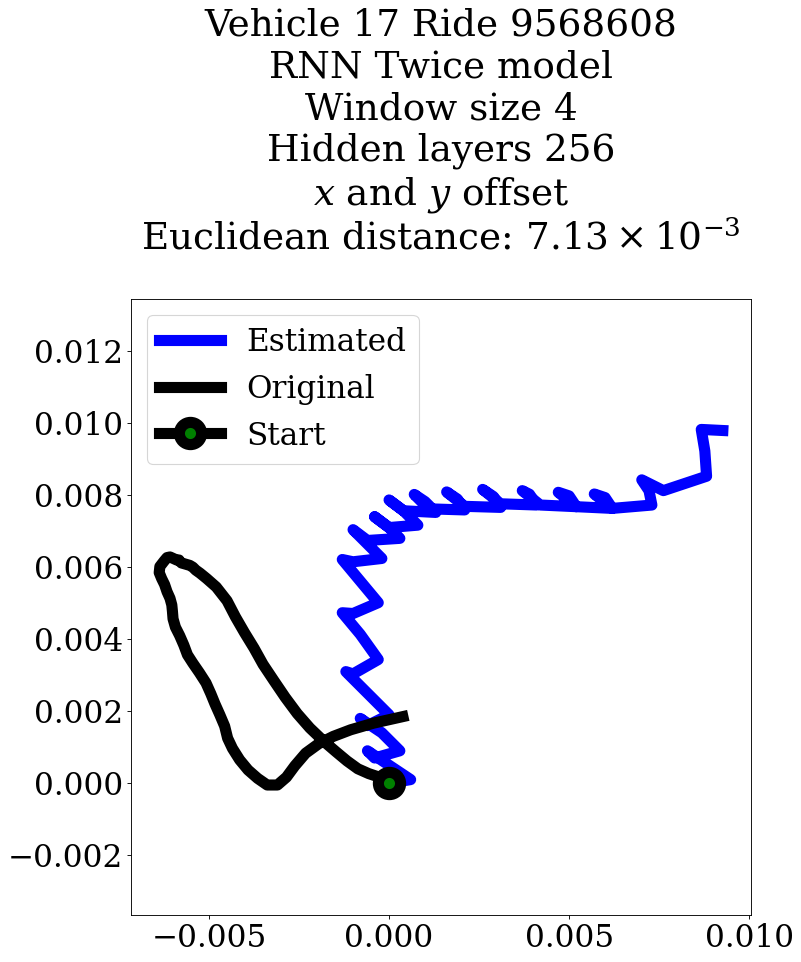 Vehicle 17 Ride 9568608
RNN Twice model
Window size 4
Hidden layers 256
x and y offset
Euclidean distance: 7.13 × 10⁻³
Estimated
Original
Start
0.012
0.010
0.008
0.006
0.004
0.002
0.000
−0.002
−0.005 0.000 0.005 0.010